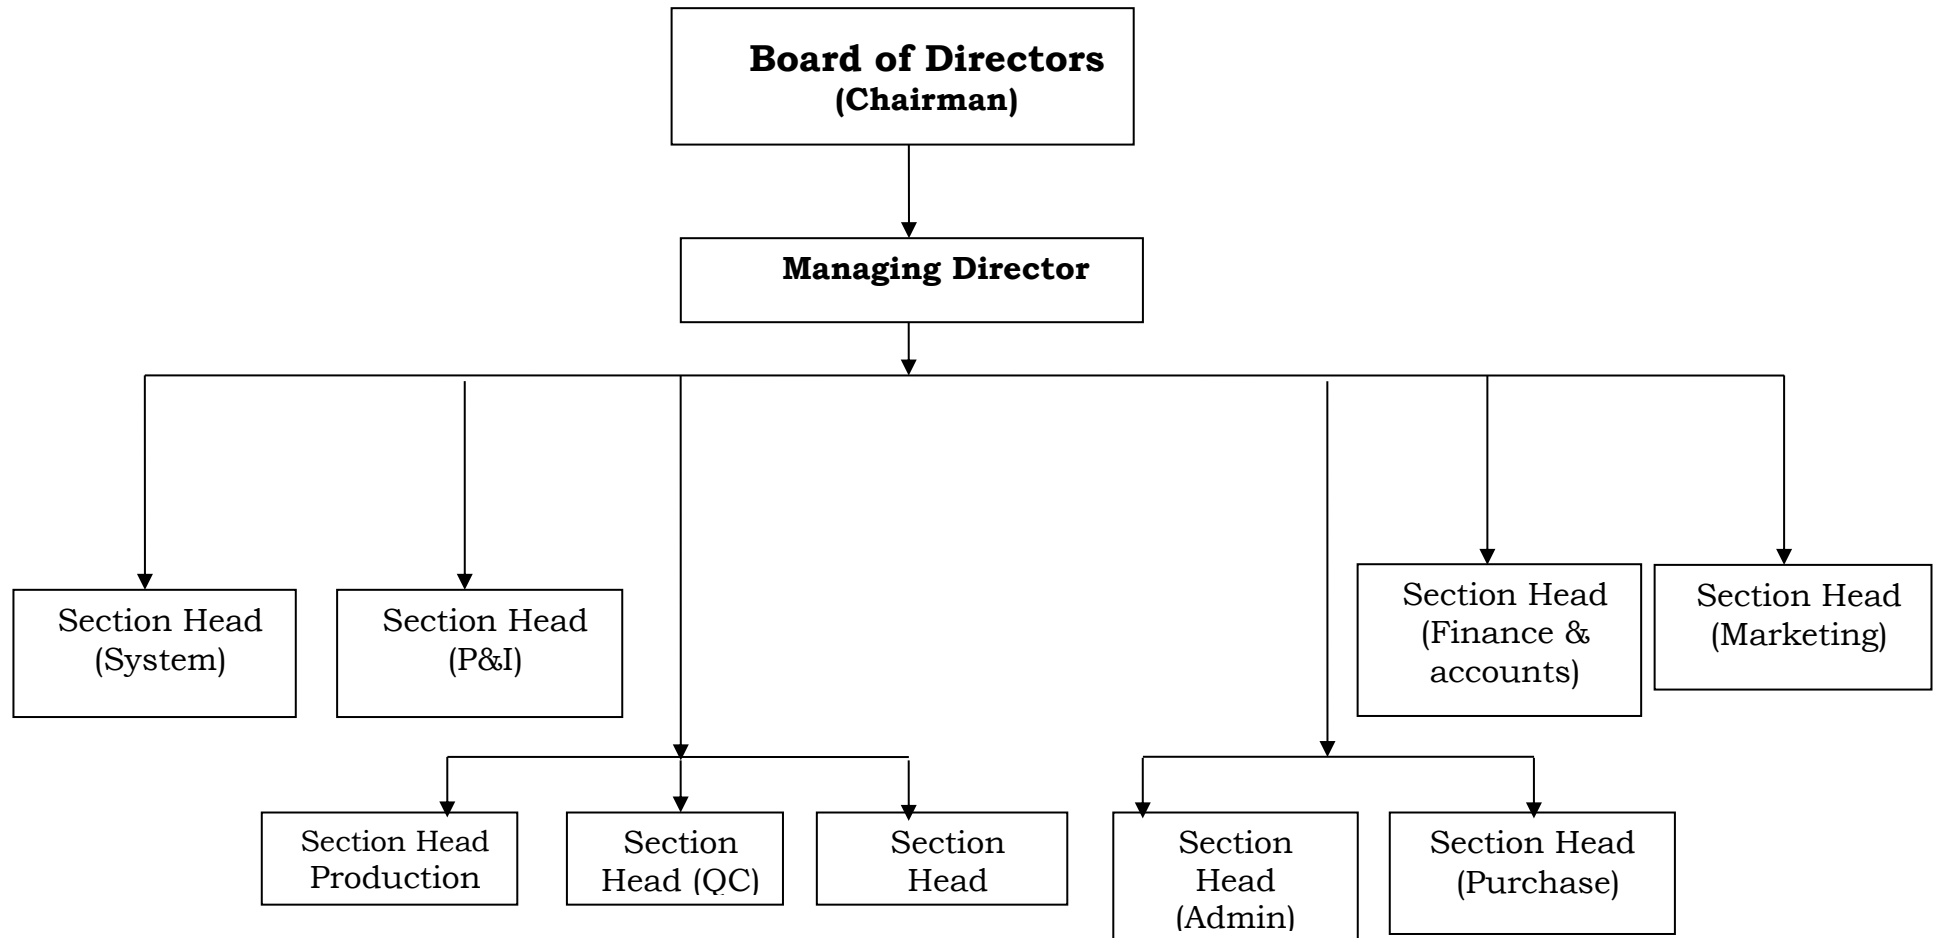 Board of Directors
(Chairman)
Managing Director
Section Head
(System)
Section Head
(P&I)
Section Head
(Finance &
accounts)
Section Head
(Marketing)
Section Head
Production
Section
Head (QC)
Section
Head
Section
Head
(Admin)
Section Head
(Purchase)